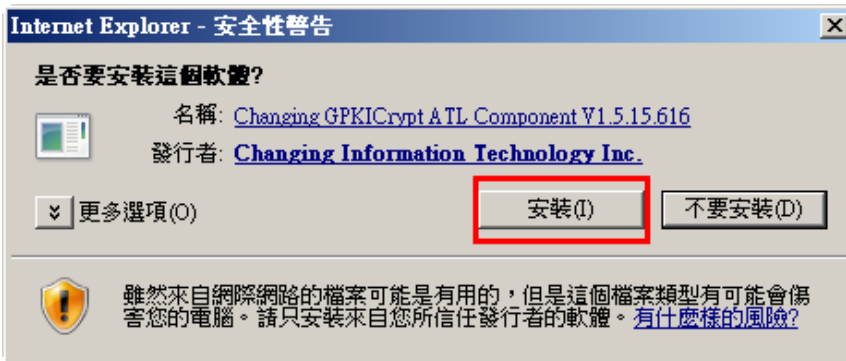 Internet Explorer - 安全性警告
是否要安裝這個軟體?
名稱: Changing GPKICrypt ATL Component V1.5.15.616
發行者: Changing Information Technology Inc.
更多選項(O)
安裝(I)
不要安裝(D)
雖然來自網際網路的檔案可能是有用的，但是這個檔案類型有可能會傷
害您的電腦。請只安裝來自您所信任發行者的軟體。有什麼樣的風險?